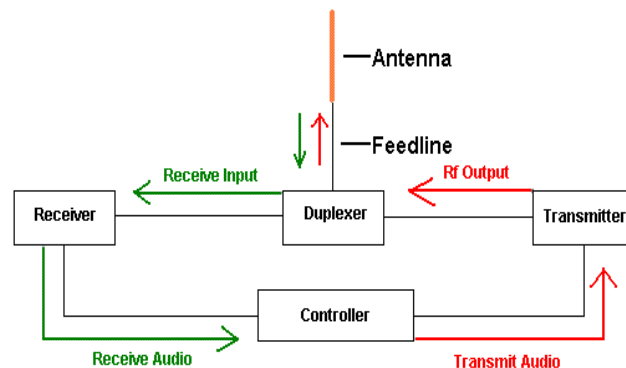 Antenna
Feedline
Receive Input
Rf Output
Receiver
Duplexer
Transmitter
Controller
Receive Audio
Transmit Audio